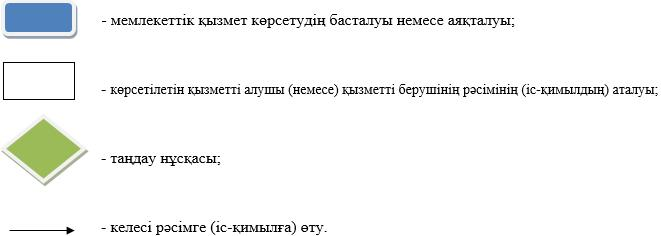 - мемлекеттік қызмет көрсетудің басталуы немесе аяқталуы;
- көрсетілетін қызметті алушы (немесе) қызметті берушінің рәсімінің (іс-қимылдың) аталуы;
- таңдау нұсқасы;
- келесі рәсімге (іс-қимылға) өту.